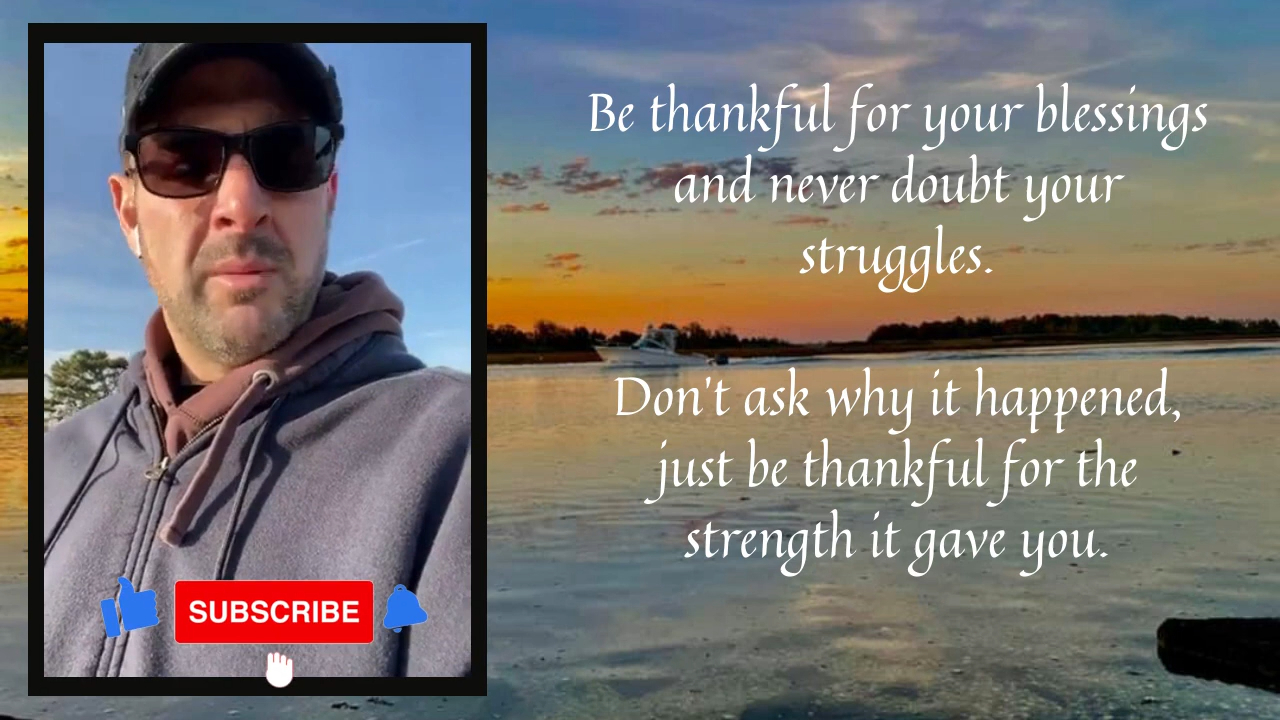 Be thankful for your blessings
and never doubt your
struggles.
Don't ask why it happened,
just be thankful for the
strength it gave you.
SUBSCRIBE